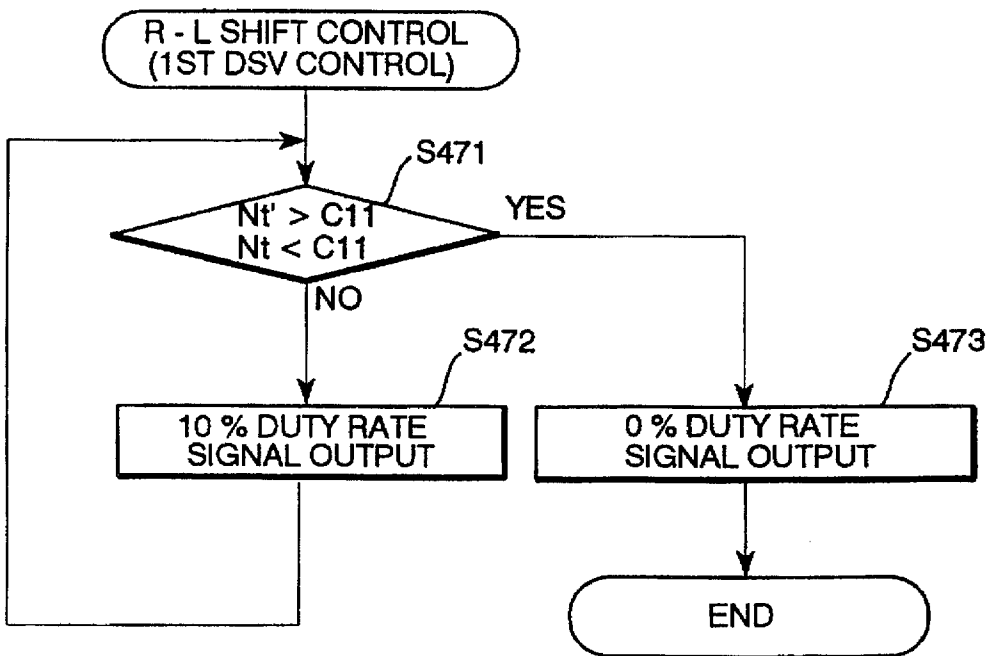 R - L SHIFT CONTROL
(1ST DSV CONTROL)
S471
Nt' > C11
Nt < C11
YES
NO
S472
10 % DUTY RATE
SIGNAL OUTPUT
S473
0 % DUTY RATE
SIGNAL OUTPUT
END